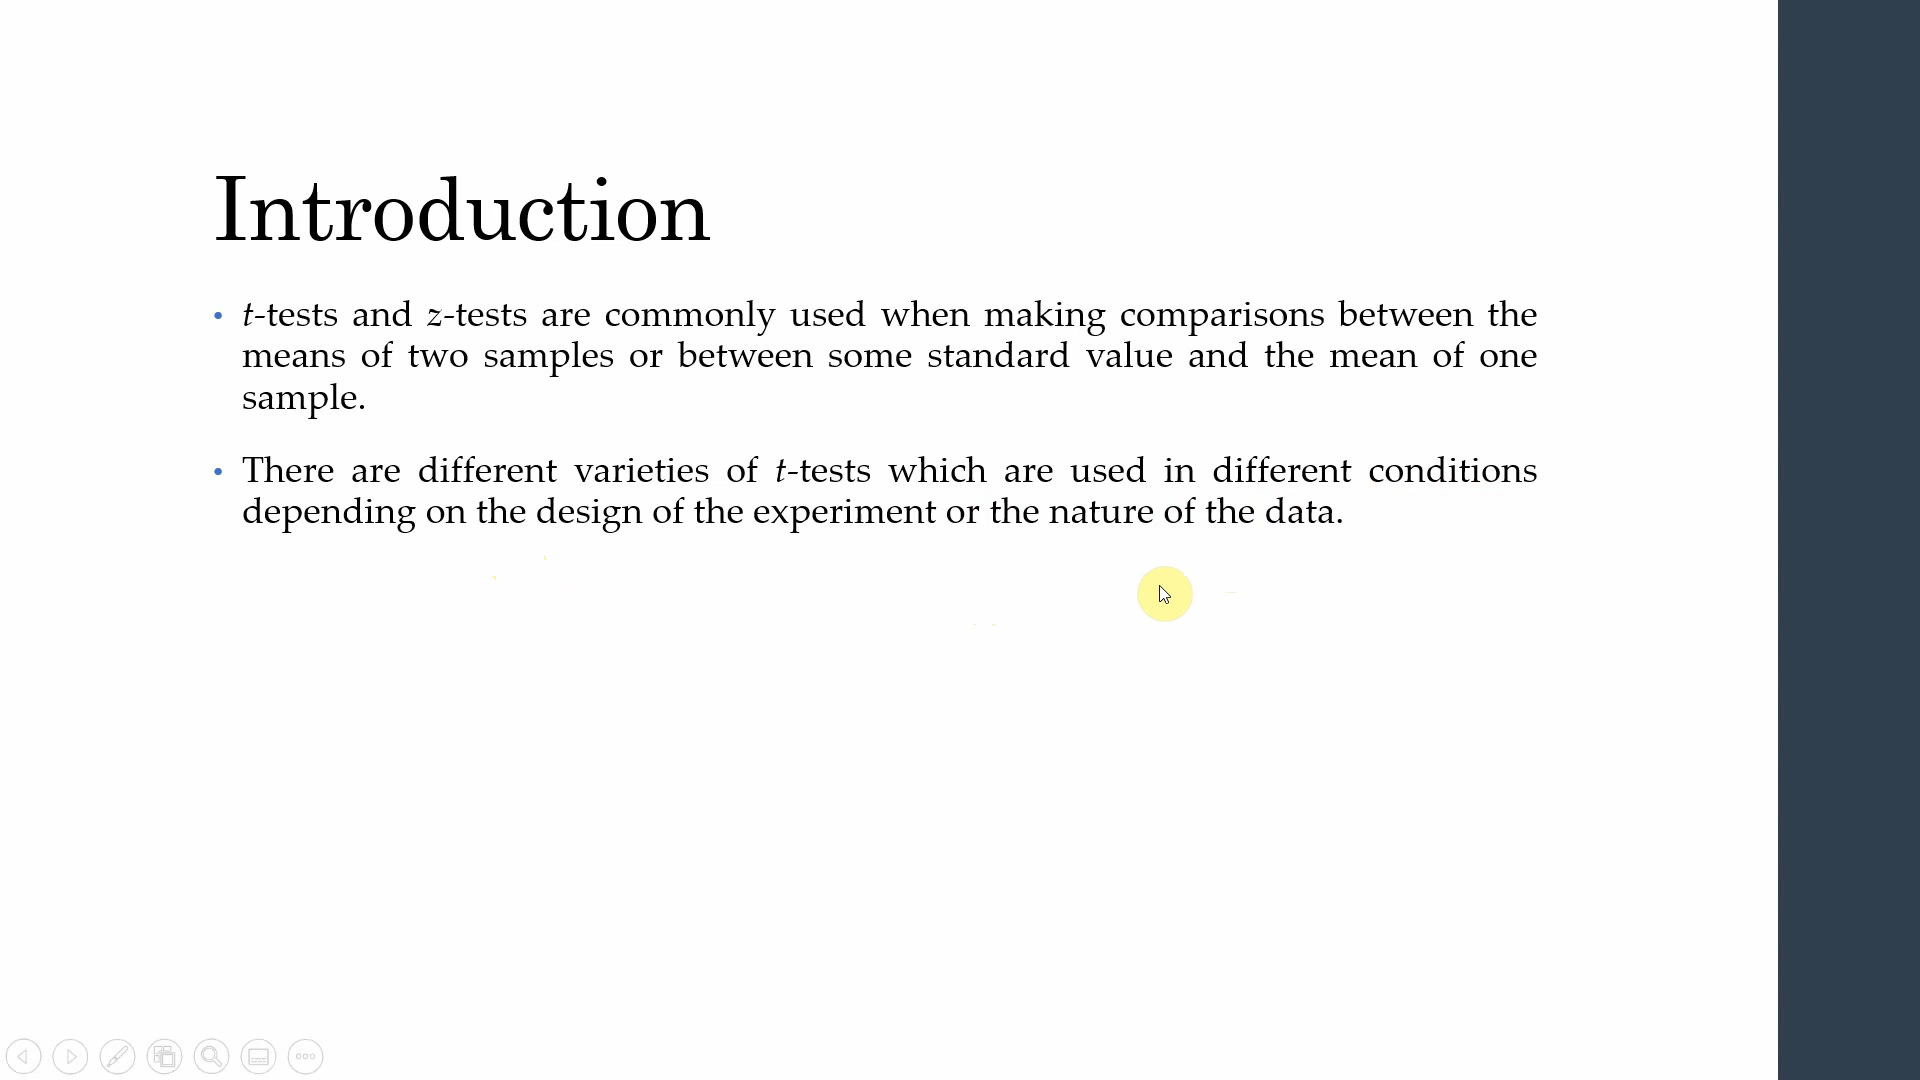 Introduction
• t-tests and z-tests are commonly used when making comparisons between the
means of two samples or between some standard value and the mean of one
sample.
• There are different varieties of t-tests which are used in different conditions
depending on the design of the experiment or the nature of the data.